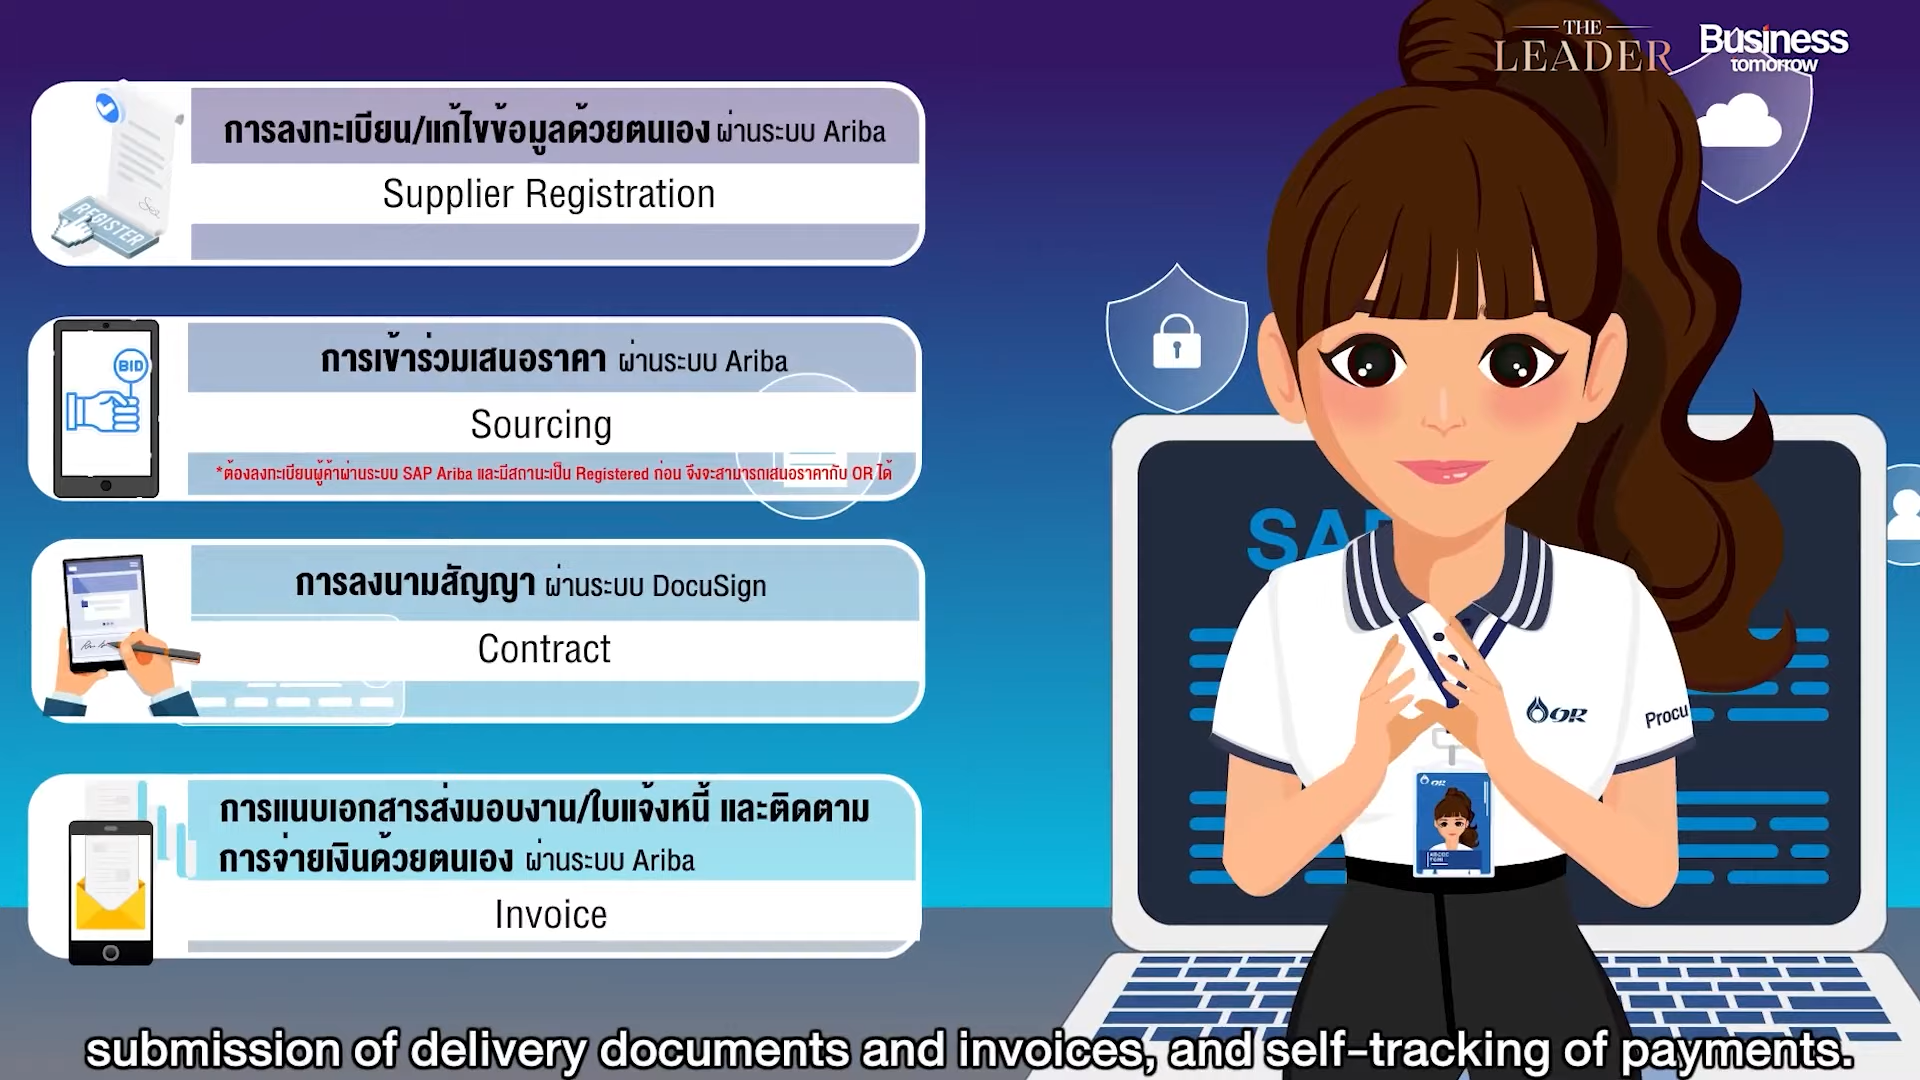 THE
LEADER
Business
tomorrow
การลงทะเบียน/แก้ไขข้อมูลด้วยตนเอง ผ่านระบบ Ariba
Supplier Registration
REGISTER
การเข้าร่วมเสนอราคา ผ่านระบบ Ariba
BID
Sourcing
*ต้องลงทะเบียนผู้ค้าผ่านระบบ SAP Ariba และมีสถานะเป็น Registered ก่อน จึงจะสามารถเสนอราคากับ OR ได้
การลงนามสัญญา ผ่านระบบ DocuSign
Contract
การแนบเอกสารส่งมอบงาน/ใบแจ้งหนี้ และติดตาม
การจ่ายเงินด้วยตนเอง ผ่านระบบ Ariba
Invoice
SAP
OR
Procu
OR
submission of delivery documents and invoices, and self-tracking of payments.